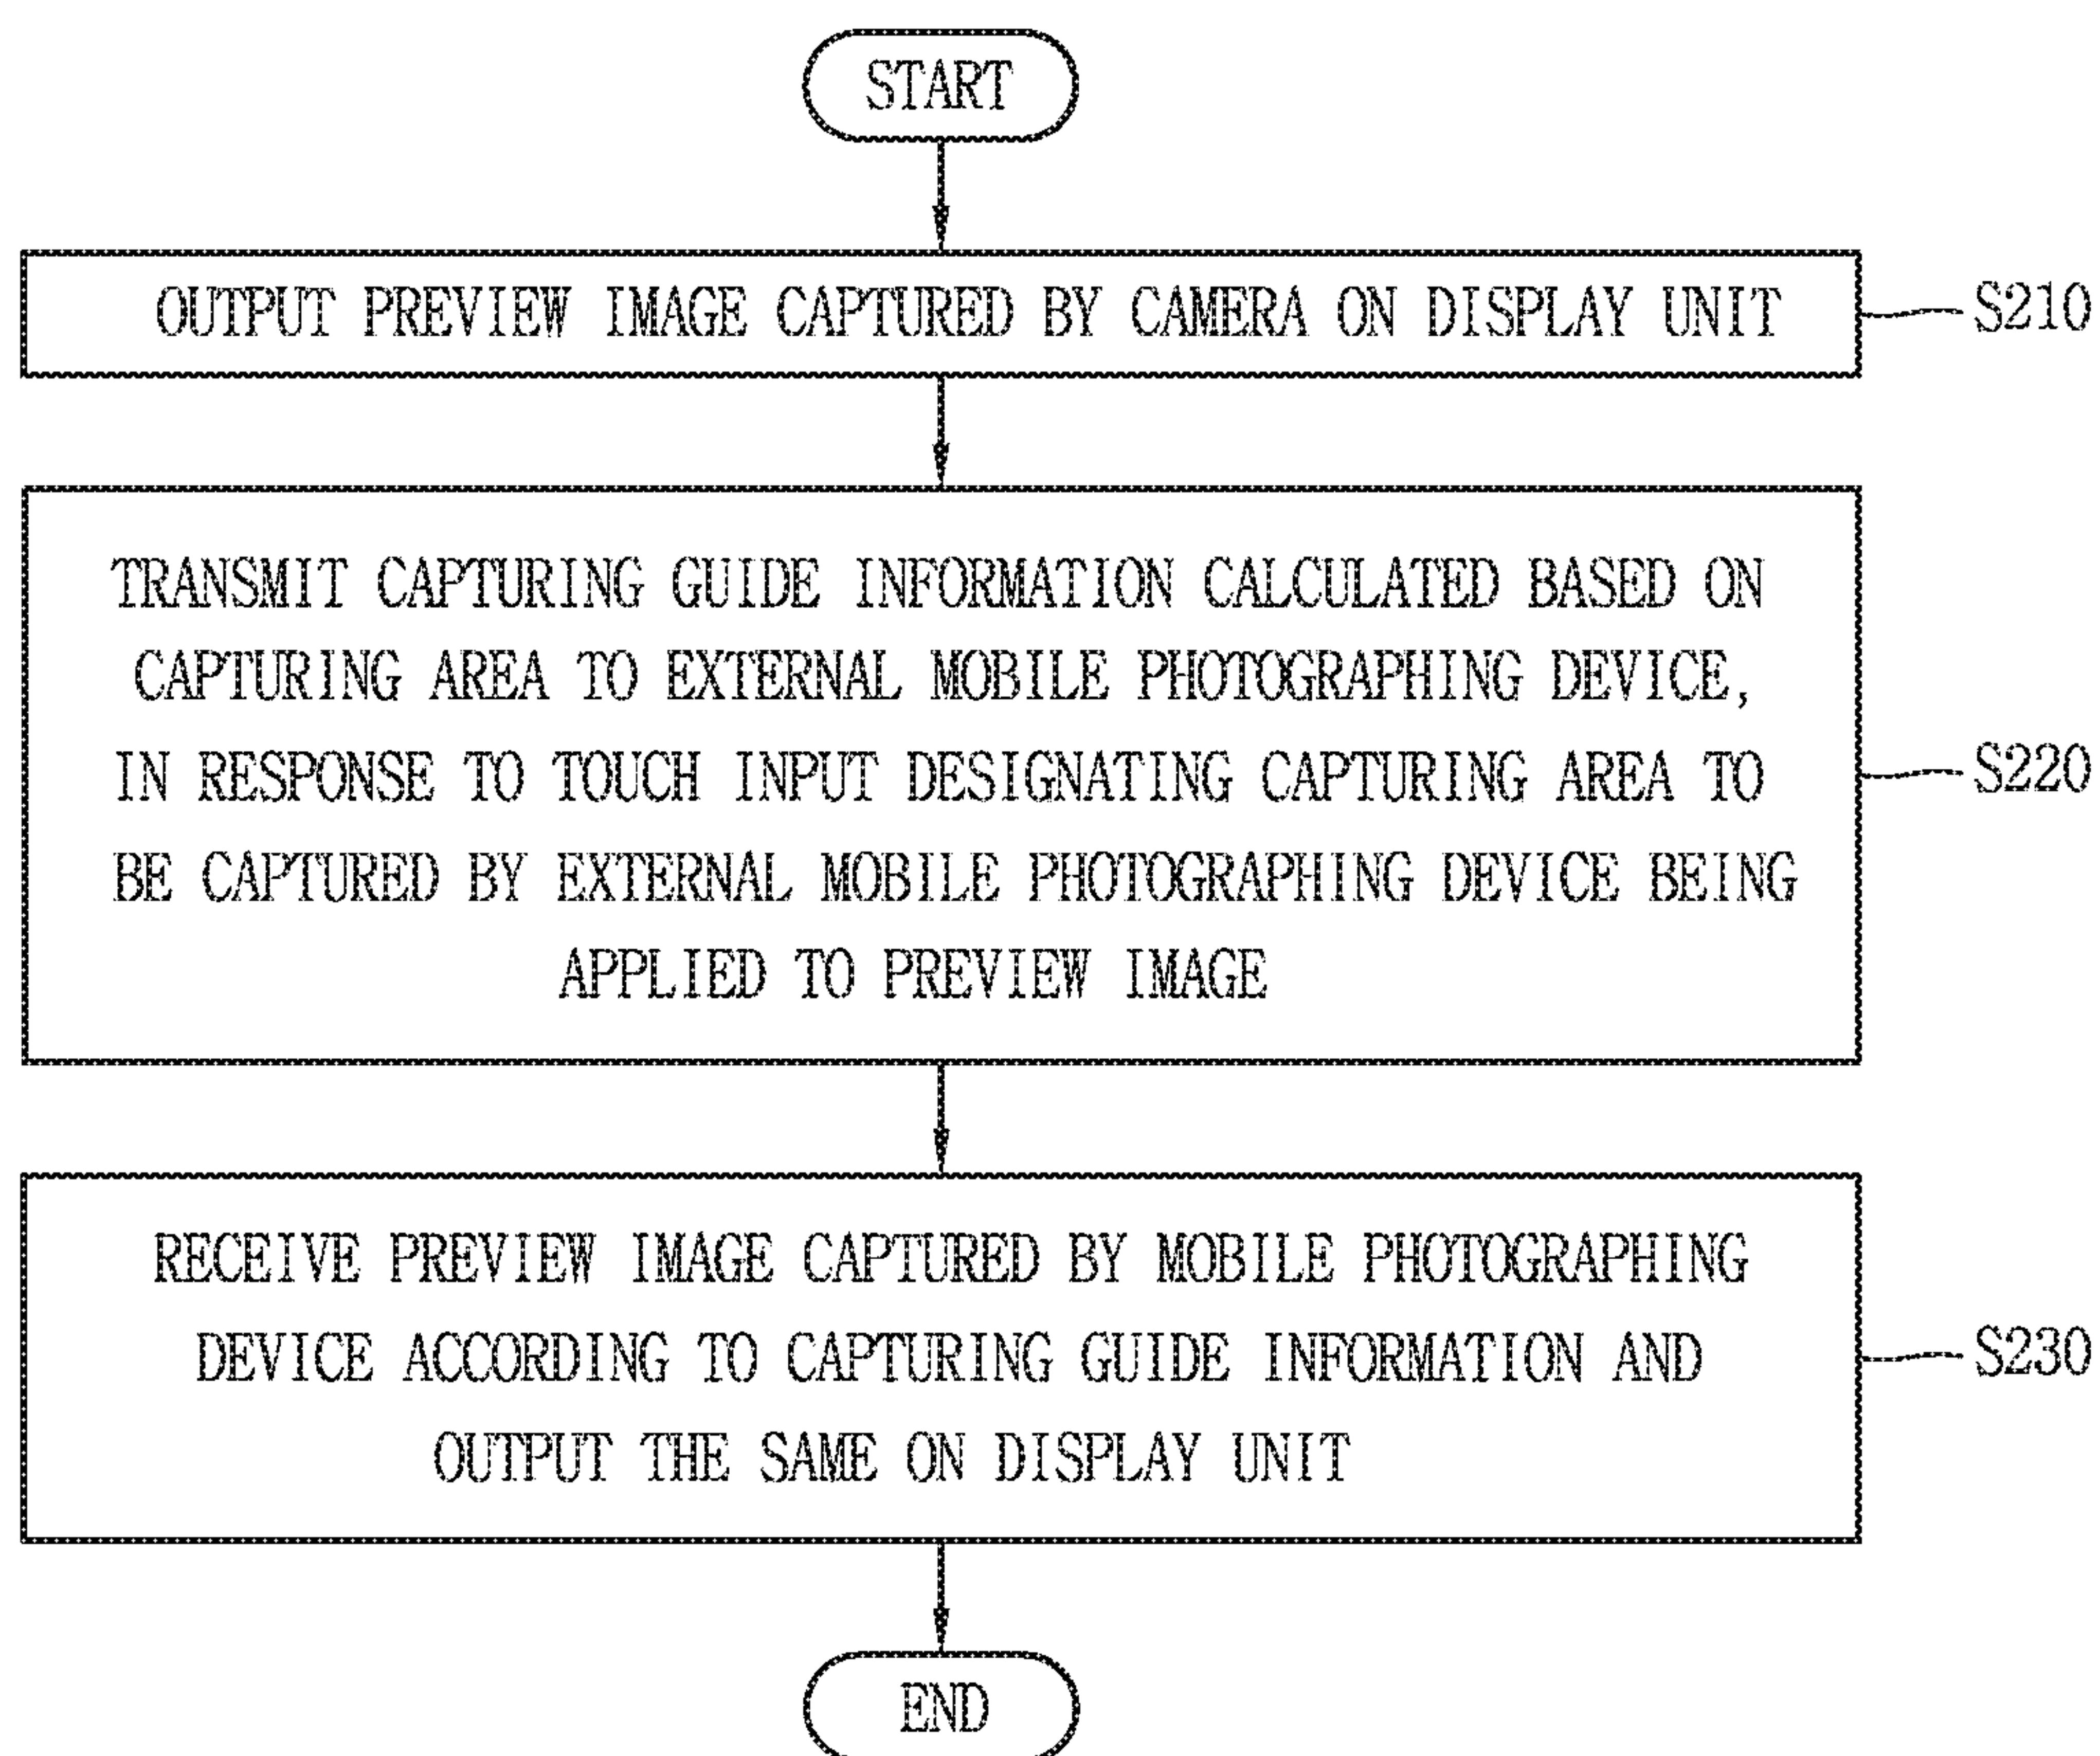 START
OUTPUT PREVIEW IMAGE CAPTURED BY CAMERA ON DISPLAY UNIT
S210
TRANSMIT CAPTURING GUIDE INFORMATION CALCULATED BASED ON
CAPTURING AREA TO EXTERNAL MOBILE PHOTOGRAPHING DEVICE,
IN RESPONSE TO TOUCH INPUT DESIGNATING CAPTURING AREA TO
BE CAPTURED BY EXTERNAL MOBILE PHOTOGRAPHING DEVICE BEING
APPLIED TO PREVIEW IMAGE
S220
RECEIVE PREVIEW IMAGE CAPTURED BY MOBILE PHOTOGRAPHING
DEVICE ACCORDING TO CAPTURING GUIDE INFORMATION AND
OUTPUT THE SAME ON DISPLAY UNIT
S230
END